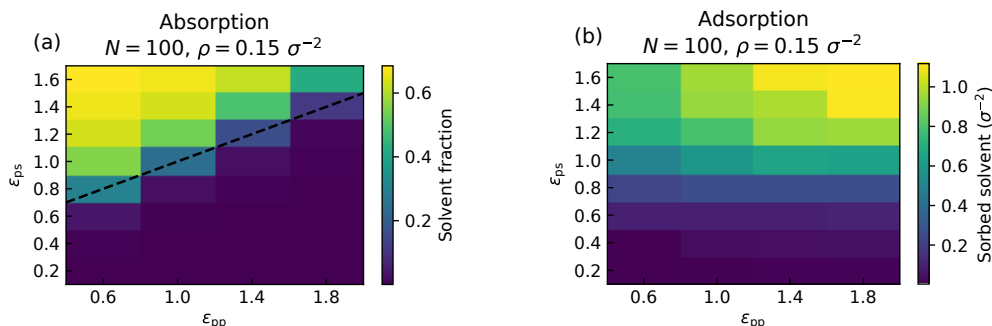 Absorption
(a) N = 100, ρ = 0.15 σ⁻²
1.6
1.4
1.2
1.0
0.8
0.6
0.4
0.2
ε_ps
0.6 1.0 1.4 1.8
ε_pp
0.6
0.4
0.2
Solvent fraction
Adsorption
(b) N = 100, ρ = 0.15 σ⁻²
1.6
1.4
1.2
1.0
0.8
0.6
0.4
0.2
ε_ps
0.6 1.0 1.4 1.8
ε_pp
1.0
0.8
0.6
0.4
0.2
Sorbed solvent (σ⁻²)